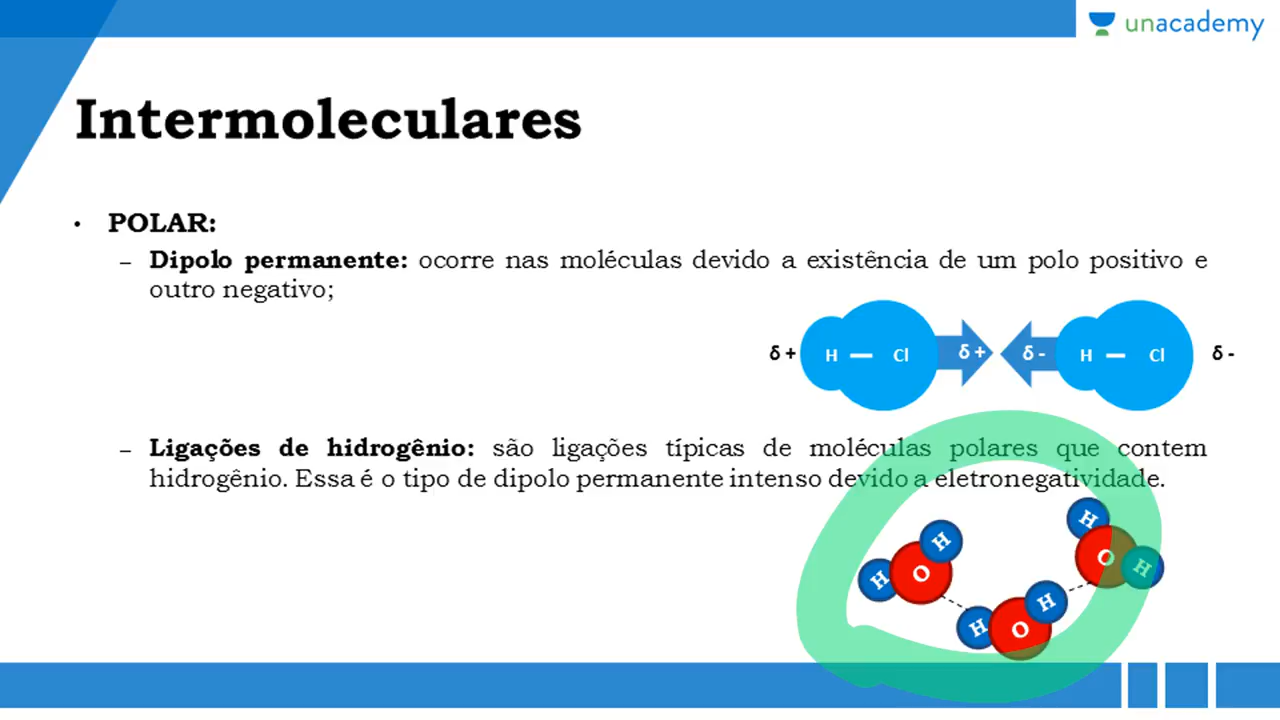 unacademy
Intermoleculares
• POLAR:
– Dipolo permanente: ocorre nas moléculas devido a existência de um polo positivo e
outro negativo;
δ + H — Cl δ + δ - H — Cl δ -
– Ligações de hidrogênio: são ligações típicas de moléculas polares que contem
hidrogênio. Essa é o tipo de dipolo permanente intenso devido a eletronegatividade.
H
H
H
O
H
O
H
H
O